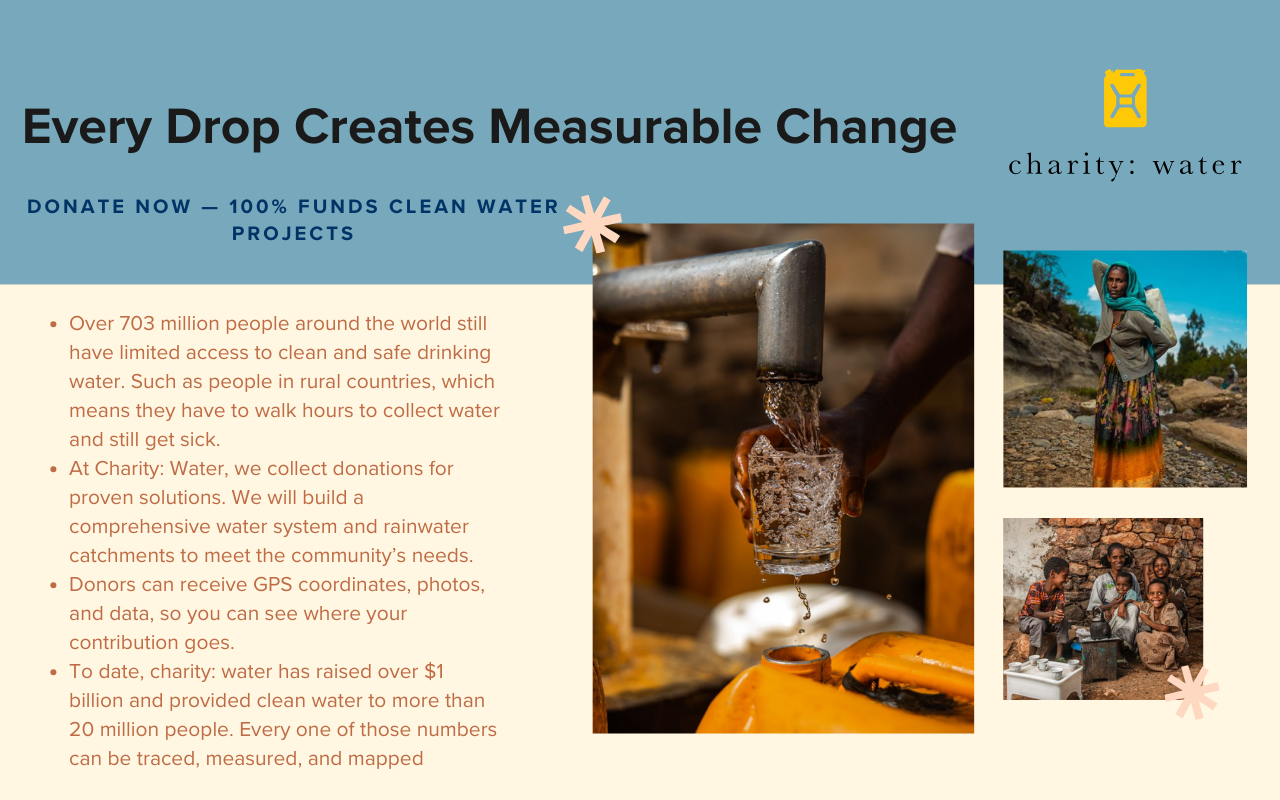 Every Drop Creates Measurable Change
charity: water
DONATE NOW — 100% FUNDS CLEAN WATER
PROJECTS
• Over 703 million people around the world still
have limited access to clean and safe drinking
water. Such as people in rural countries, which
means they have to walk hours to collect water
and still get sick.
• At Charity: Water, we collect donations for
proven solutions. We will build a
comprehensive water system and rainwater
catchments to meet the community’s needs.
• Donors can receive GPS coordinates, photos,
and data, so you can see where your
contribution goes.
• To date, charity: water has raised over $1
billion and provided clean water to more than
20 million people. Every one of those numbers
can be traced, measured, and mapped